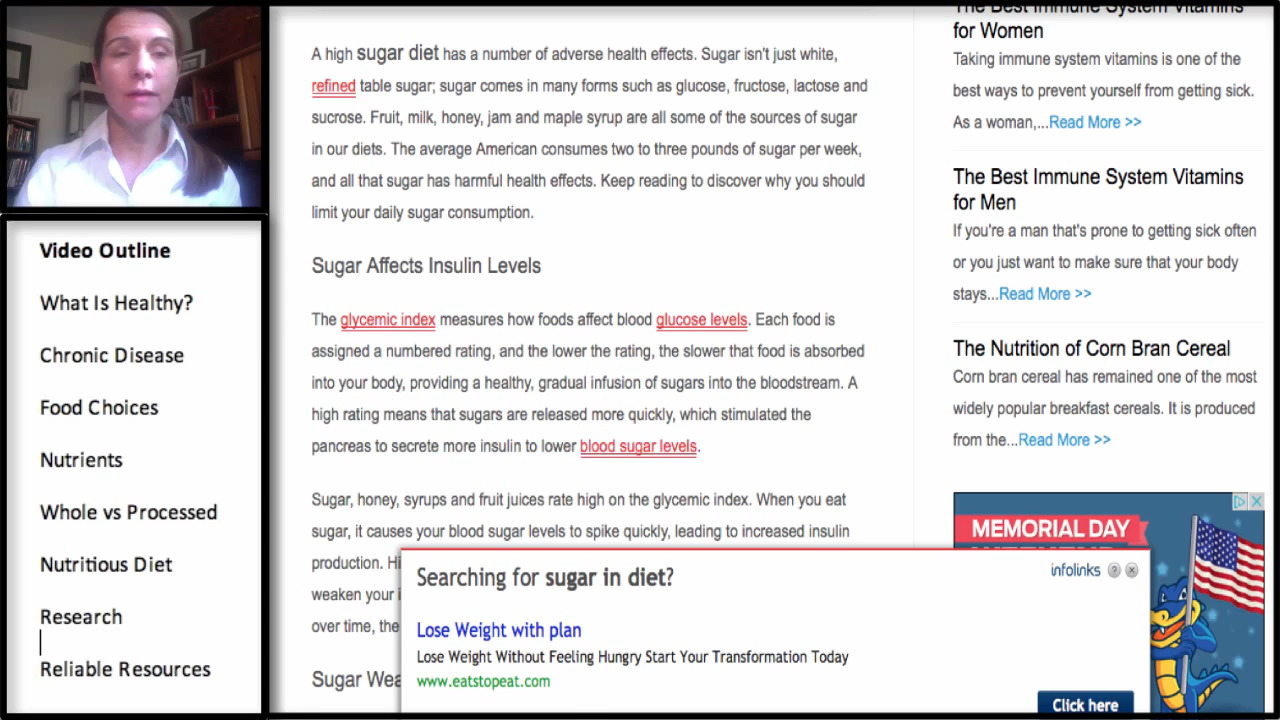 Video Outline
What Is Healthy?
Chronic Disease
Food Choices
Nutrients
Whole vs Processed
Nutritious Diet
Research
Reliable Resources
A high sugar diet has a number of adverse health effects. Sugar isn't just white,
refined table sugar; sugar comes in many forms such as glucose, fructose, lactose and
sucrose. Fruit, milk, honey, jam and maple syrup are all some of the sources of sugar
in our diets. The average American consumes two to three pounds of sugar per week,
and all that sugar has harmful health effects. Keep reading to discover why you should
limit your daily sugar consumption.
Sugar Affects Insulin Levels
The glycemic index measures how foods affect blood glucose levels. Each food is
assigned a numbered rating, and the lower the rating, the slower that food is absorbed
into your body, providing a healthy, gradual infusion of sugars into the bloodstream. A
high rating means that sugars are released more quickly, which stimulated the
pancreas to secrete more insulin to lower blood sugar levels.
Sugar, honey, syrups and fruit juices rate high on the glycemic index. When you eat
sugar, it causes your blood sugar levels to spike quickly, leading to increased insulin
production.
weaken your
over time, the
Sugar
Searching for sugar in diet?
infolinks
Lose Weight with plan
Lose Weight Without Feeling Hungry Start Your Transformation Today
www.eatstopeat.com
Click here
The Best Immune System Vitamins
for Women
Taking immune system vitamins is one of the
best ways to prevent yourself from getting sick.
As a woman,...Read More >>
The Best Immune System Vitamins
for Men
If you're a man that's prone to getting sick often
or you just want to make sure that your body
stays...Read More >>
The Nutrition of Corn Bran Cereal
Corn bran cereal has remained one of the most
widely popular breakfast cereals. It is produced
from the...Read More >>
MEMORIAL DAY